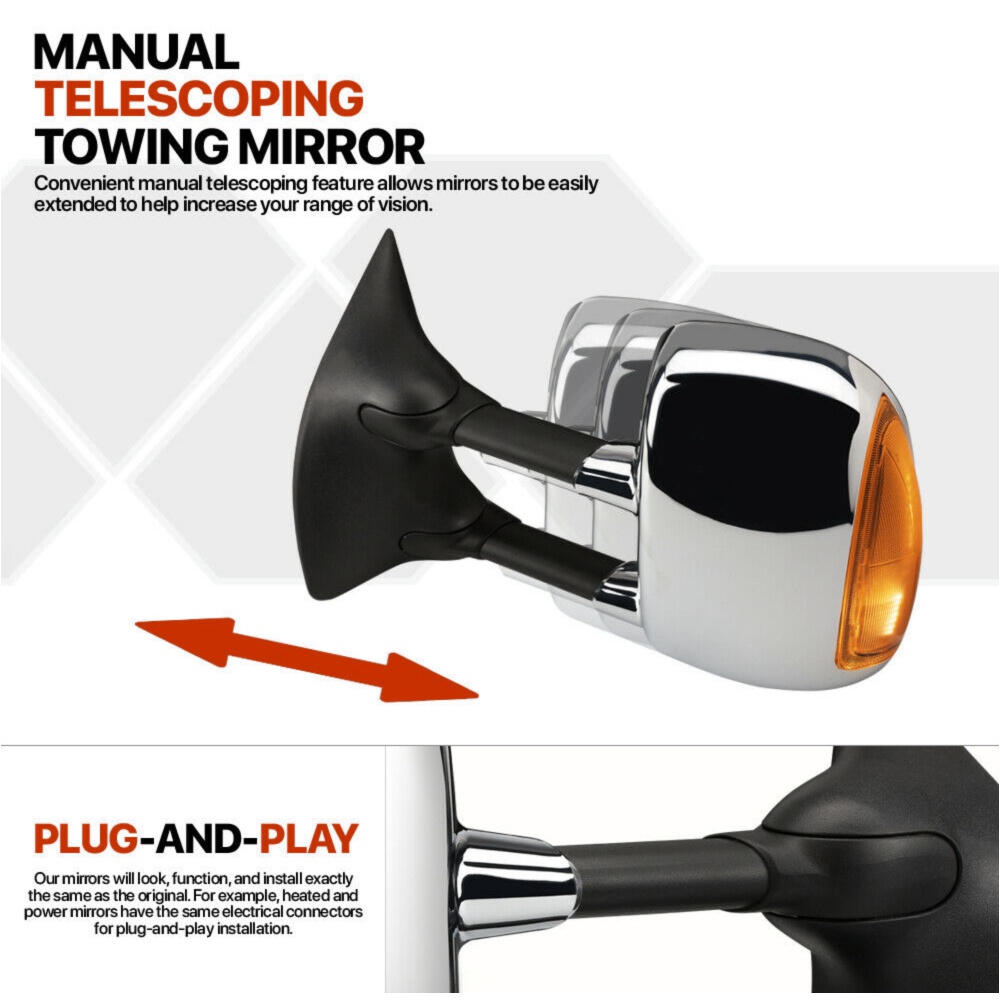 MANUAL
TELESCOPING
TOWING MIRROR
Convenient manual telescoping feature allows mirrors to be easily
extended to help increase your range of vision.
PLUG-AND-PLAY
Our mirrors will look, function, and install exactly
the same as the original. For example, heated and
power mirrors have the same electrical connectors
for plug-and-play installation.